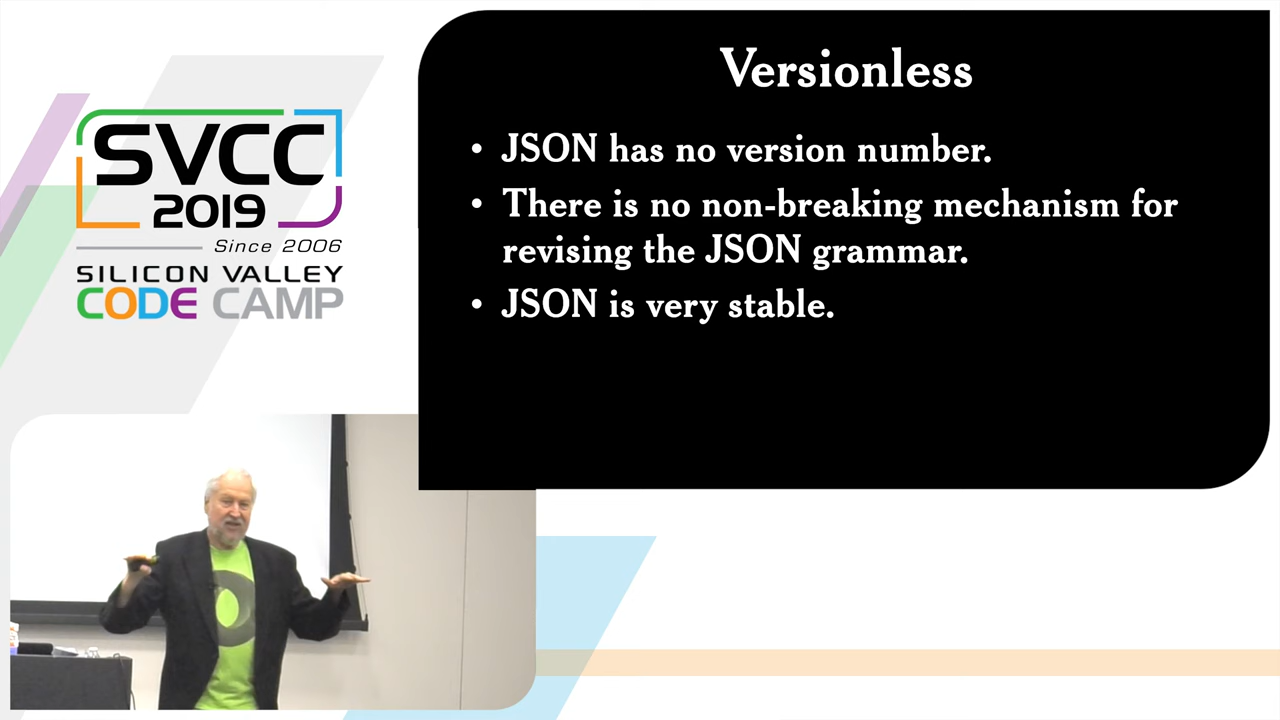 SVCC
2019
Since 2006
SILICON VALLEY
CODE CAMP
Versionless
• JSON has no version number.
• There is no non-breaking mechanism for
revising the JSON grammar.
• JSON is very stable.